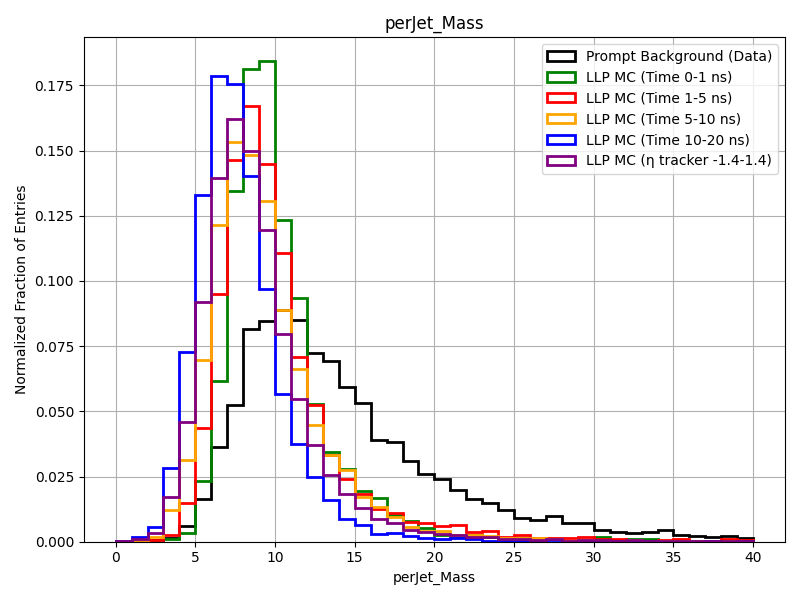 perJet_Mass
Normalized Fraction of Entries
0.175
0.150
0.125
0.100
0.075
0.050
0.025
0.000
Prompt Background (Data)
LLP MC (Time 0-1 ns)
LLP MC (Time 1-5 ns)
LLP MC (Time 5-10 ns)
LLP MC (Time 10-20 ns)
LLP MC (η tracker -1.4-1.4)
0 5 10 15 20 25 30 35 40
perJet_Mass